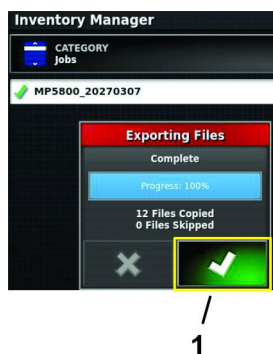 Inventory Manager
CATEGORY
Jobs
MP5800_20270307
Exporting Files
Complete
Progress: 100%
12 Files Copied
0 Files Skipped
1